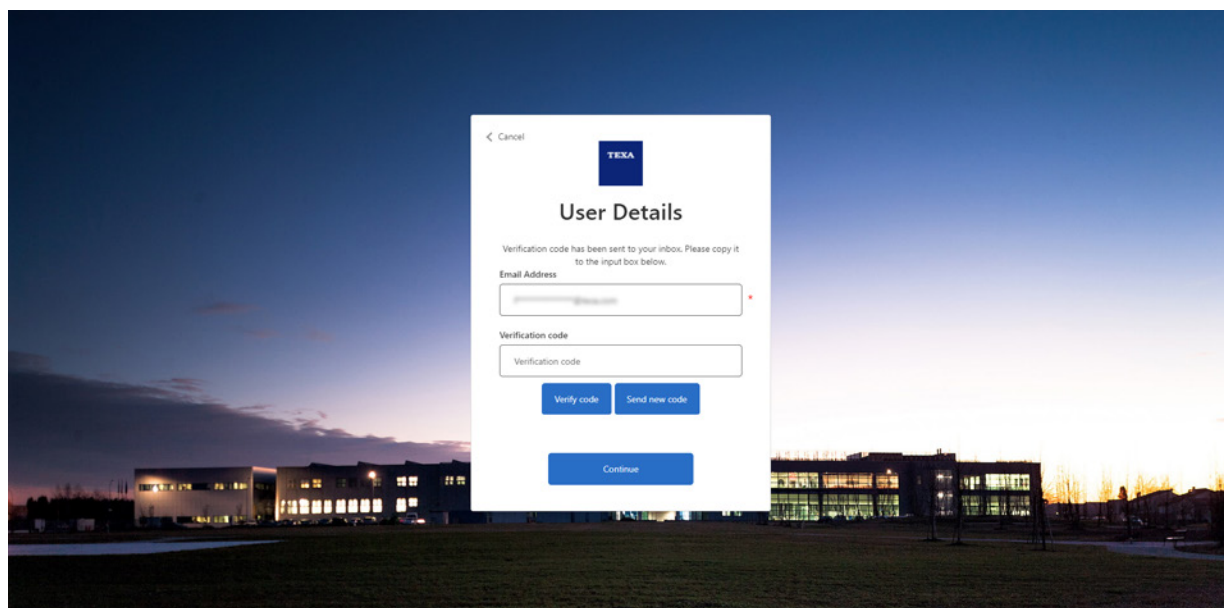 Cancel
TEXA
User Details
Verification code has been sent to your inbox. Please copy it
to the input box below.
Email Address
*
Verification code
Verification code
Verify code
Send new code
Continue